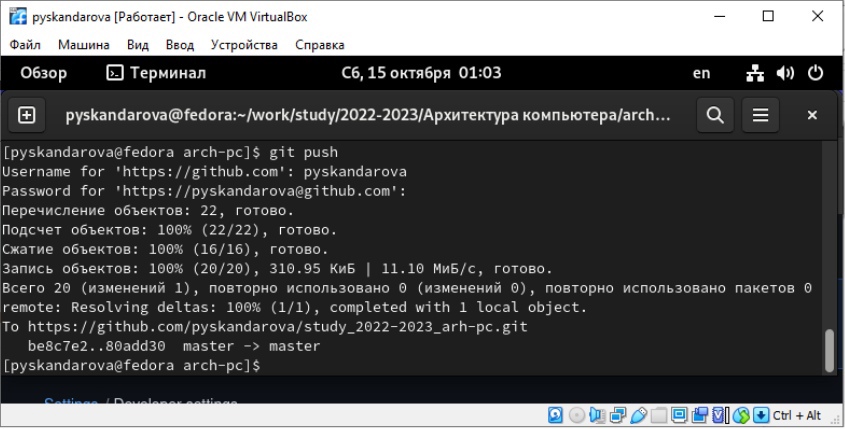 pyskandarova [Работает] - Oracle VM VirtualBox
Файл Машина Вид Ввод Устройства Справка
Обзор Терминал Сб, 15 октября 01:03 en
pyskandarova@fedora:~/work/study/2022-2023/Архитектура компьютера/arch...
[pyskandarova@fedora arch-pc]$ git push
Username for 'https://github.com': pyskandarova
Password for 'https://pyskandarova@github.com':
Перечисление объектов: 22, готово.
Подсчет объектов: 100% (22/22), готово.
Сжатие объектов: 100% (16/16), готово.
Запись объектов: 100% (20/20), 310.95 КиБ | 11.10 МиБ/с, готово.
Всего 20 (изменений 1), повторно использовано 0 (изменений 0), повторно использовано пакетов 0
remote: Resolving deltas: 100% (1/1), completed with 1 local object.
To https://github.com/pyskandarova/study_2022-2023_arh-pc.git
be8c7e2..80add30 master -> master
[pyskandarova@fedora arch-pc]$
Settings / Developer settings
Ctrl + Alt